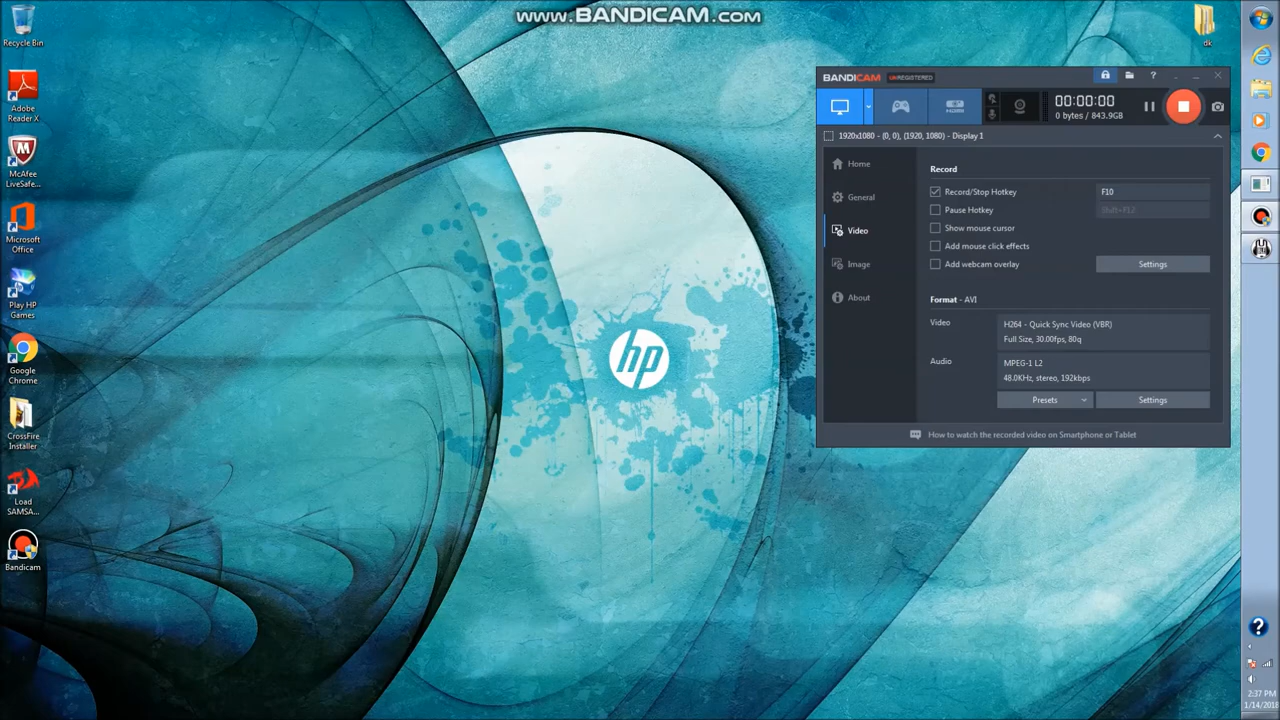 www.BANDICAM.com
Recycle Bin
Adobe
Reader X
McAfee
LiveSafe...
Microsoft
Office
Play HP
Games
Google
Chrome
CrossFire
Installer
Load
SAMSA...
Bandicam
hp
dk
BANDICAM UNREGISTERED
?
00:00:00
0 bytes / 843.9GB
1920x1080 - (0, 0), (1920, 1080) - Display 1
Home
General
Video
Image
About
Record
Record/Stop Hotkey
F10
Pause Hotkey
Shift+F12
Show mouse cursor
Add mouse click effects
Add webcam overlay
Settings
Format - AVI
Video
H264 - Quick Sync Video (VBR)
Full Size, 30.00fps, 80q
Audio
MPEG-1 L2
48.0KHz, stereo, 192kbps
Presets
Settings
How to watch the recorded video on Smartphone or Tablet
?
2:37 PM